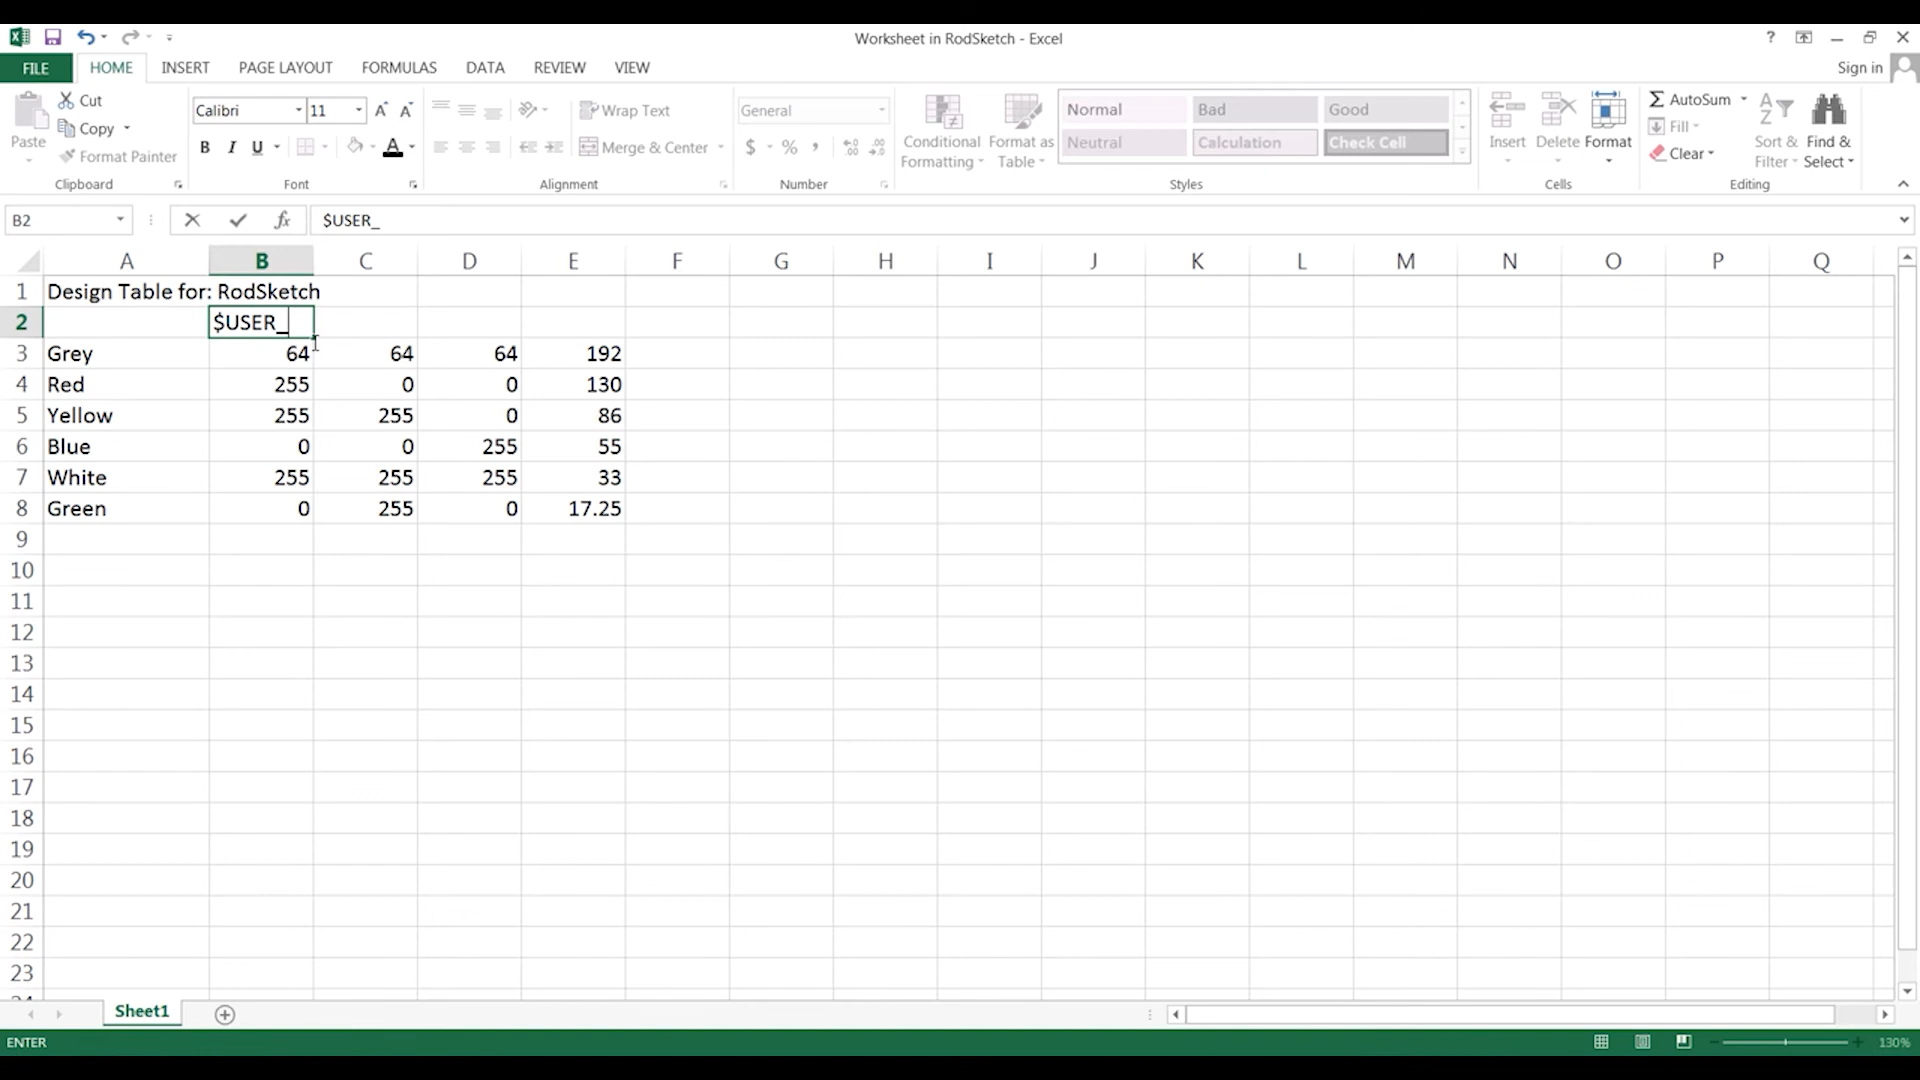 Worksheet in RodSketch - Excel
?
FILE HOME INSERT PAGE LAYOUT FORMULAS DATA REVIEW VIEW Sign in
Paste Cut Copy Format Painter
Clipboard
Calibri 11 A A
B I U A
Font
Wrap Text
Merge & Center
Alignment
General
$ % ,
Number
Conditional Formatting
Format as Table
Normal Bad Good
Neutral Calculation Check Cell
Styles
Insert Delete Format
Cells
AutoSum
Fill
Clear
Sort & Filter
Find & Select
Editing
B2 fx $USER_
A B C D E F G H I J K L M N O P Q
1 Design Table for: RodSketch
2 $USER_
3 Grey 64 64 64 192
4 Red 255 0 0 130
5 Yellow 255 255 0 86
6 Blue 0 0 255 55
7 White 255 255 255 33
8 Green 0 255 0 17.25
9
10
11
12
13
14
15
16
17
18
19
20
21
22
23
Sheet1
ENTER 130%